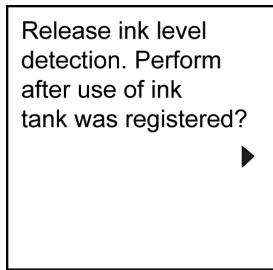 Release ink level
detection. Perform
after use of ink
tank was registered?